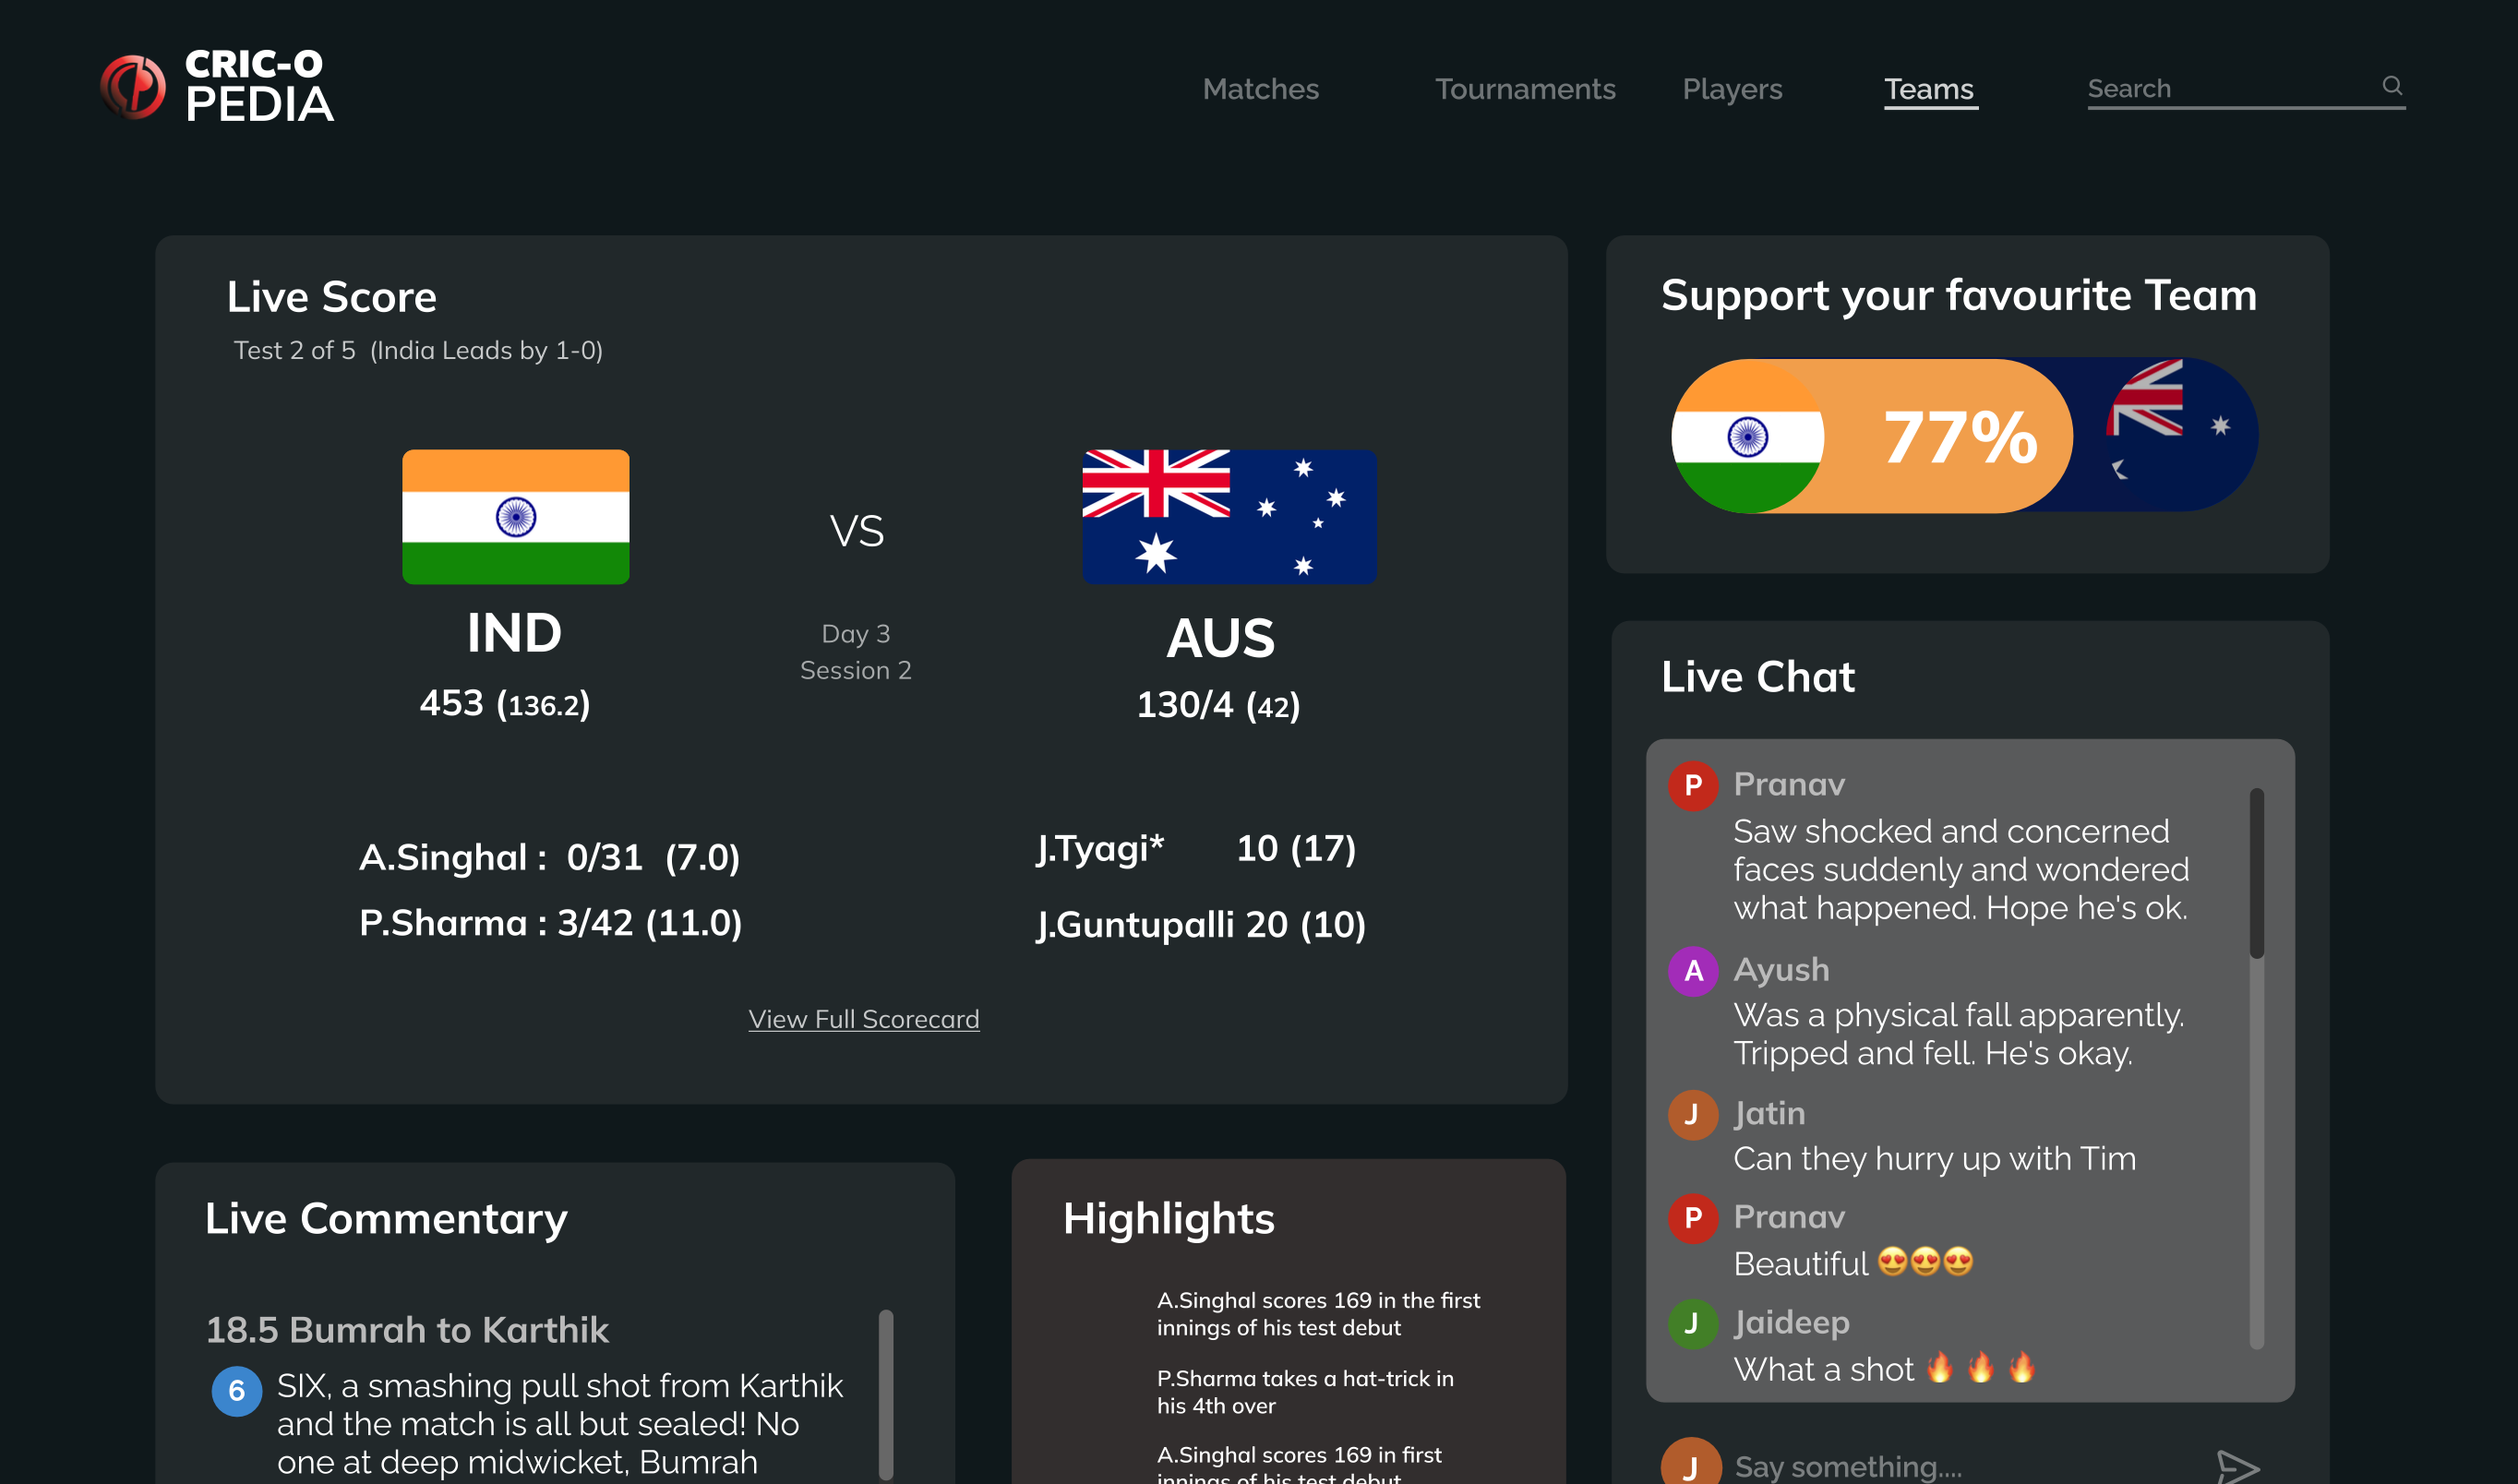 CRIC-O
PEDIA
Matches
Tournaments
Players
Teams
Search
Live Score
Test 2 of 5 (India Leads by 1-0)
IND
453 (136.2)
VS
Day 3
Session 2
AUS
130/4 (42)
A.Singhal : 0/31 (7.0)
P.Sharma : 3/42 (11.0)
J.Tyagi* 10 (17)
J.Guntupalli 20 (10)
View Full Scorecard
Support your favourite Team
77%
Live Chat
P Pranav
Saw shocked and concerned
faces suddenly and wondered
what happened. Hope he's ok.
A Ayush
Was a physical fall apparently.
Tripped and fell. He's okay.
J Jatin
Can they hurry up with Tim
P Pranav
Beautiful 😍😍😍
J Jaideep
What a shot 🔥 🔥 🔥
J Say something....
Live Commentary
18.5 Bumrah to Karthik
6 SIX, a smashing pull shot from Karthik
and the match is all but sealed! No
one at deep midwicket, Bumrah
Highlights
A.Singhal scores 169 in the first
innings of his test debut
P.Sharma takes a hat-trick in
his 4th over
A.Singhal scores 169 in first
innings of his test debut